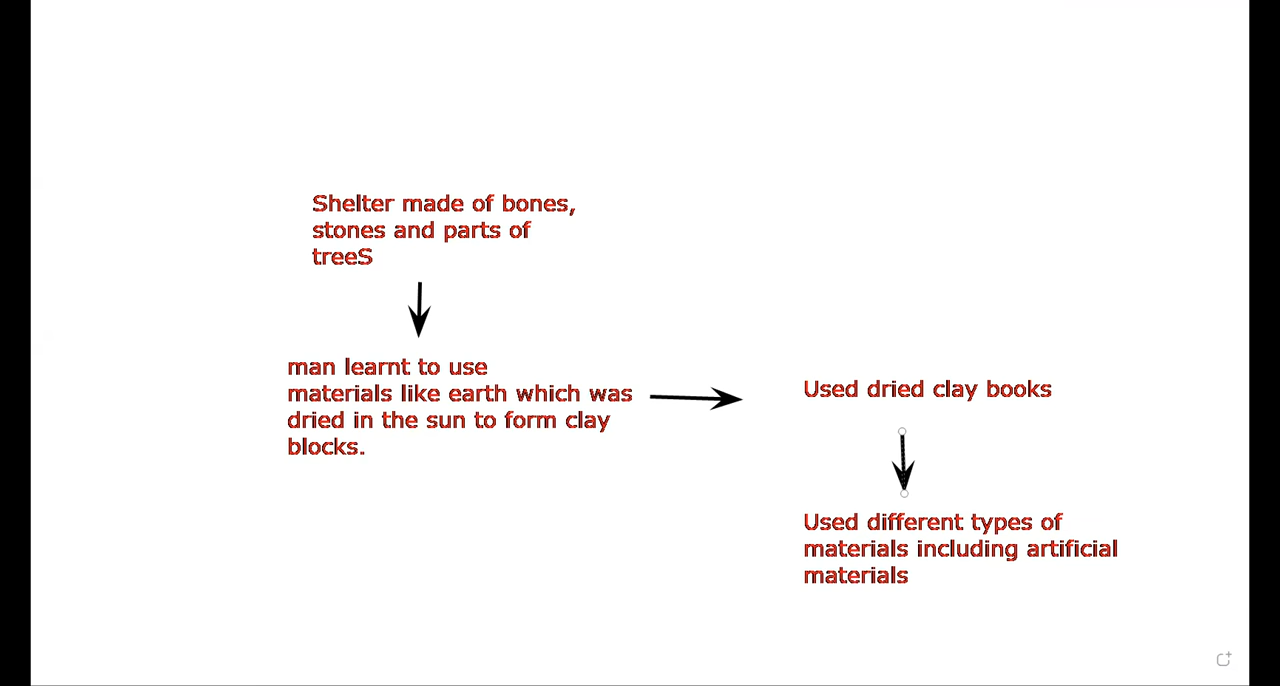 Shelter made of bones,
stones and parts of
treeS
man learnt to use
materials like earth which was
dried in the sun to form clay
blocks.
Used dried clay books
Used different types of
materials including artificial
materials